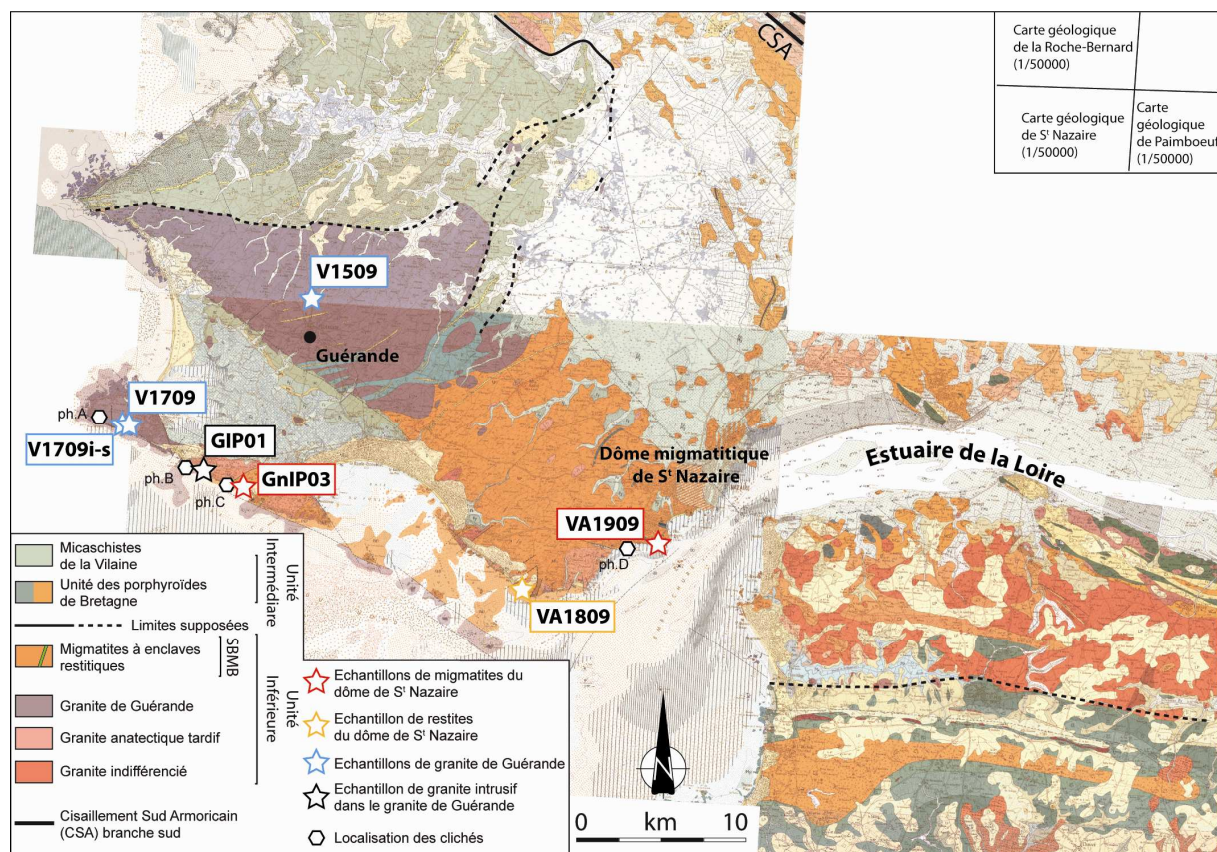 CSA
Carte géologique
de la Roche-Bernard
(1/50000)
Carte géologique
de Sᵗ Nazaire
(1/50000)
Carte
géologique
de Paimboeuf
(1/50000)
V1509
Guérande
V1709
ph.A
V1709i-s
GIP01
ph.B
GnIP03
ph.C
Dôme migmatitique
de Sᵗ Nazaire
Estuaire de la Loire
VA1909
ph.D
VA1809
Micaschistes
de la Vilaine
Unité des porphyroïdes
de Bretagne
Unité
Intermédiare
Limites supposées
Migmatites à enclaves
restitiques
SBMB
Granite de Guérande
Granite anatectique tardif
Granite indifférencié
Unité
Inférieure
Cisaillement Sud Armoricain
(CSA) branche sud
Echantillons de migmatites du
dôme de Sᵗ Nazaire
Echantillon de restites
du dôme de Sᵗ Nazaire
Echantillons de granite de Guérande
Echantillon de granite intrusif
dans le granite de Guérande
Localisation des clichés
N
0 km 10